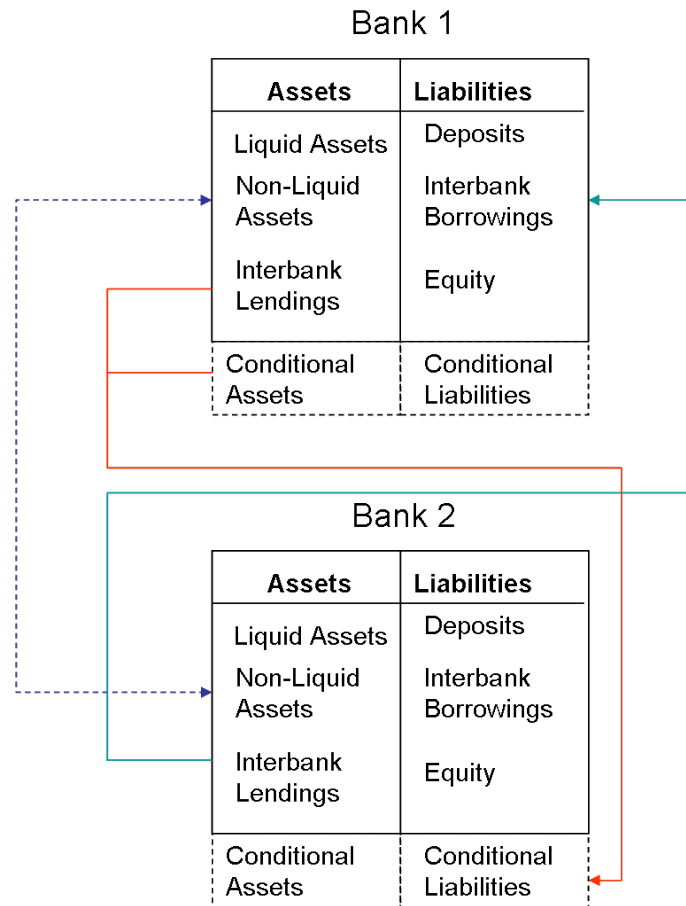 Bank 1
Assets
Liabilities
Liquid Assets
Deposits
Non-Liquid
Assets
Interbank
Borrowings
Interbank
Lendings
Equity
Conditional
Assets
Conditional
Liabilities
Bank 2
Assets
Liabilities
Liquid Assets
Deposits
Non-Liquid
Assets
Interbank
Borrowings
Interbank
Lendings
Equity
Conditional
Assets
Conditional
Liabilities